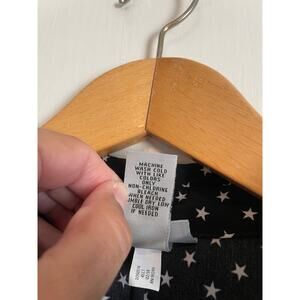 MACHINE
WASH COLD
WITH LIKE
COLORS
ONLY
NON-CHLORINE
BLEACH
WHEN NEEDED
TUMBLE DRY LOW
COOL IRON
IF NEEDED